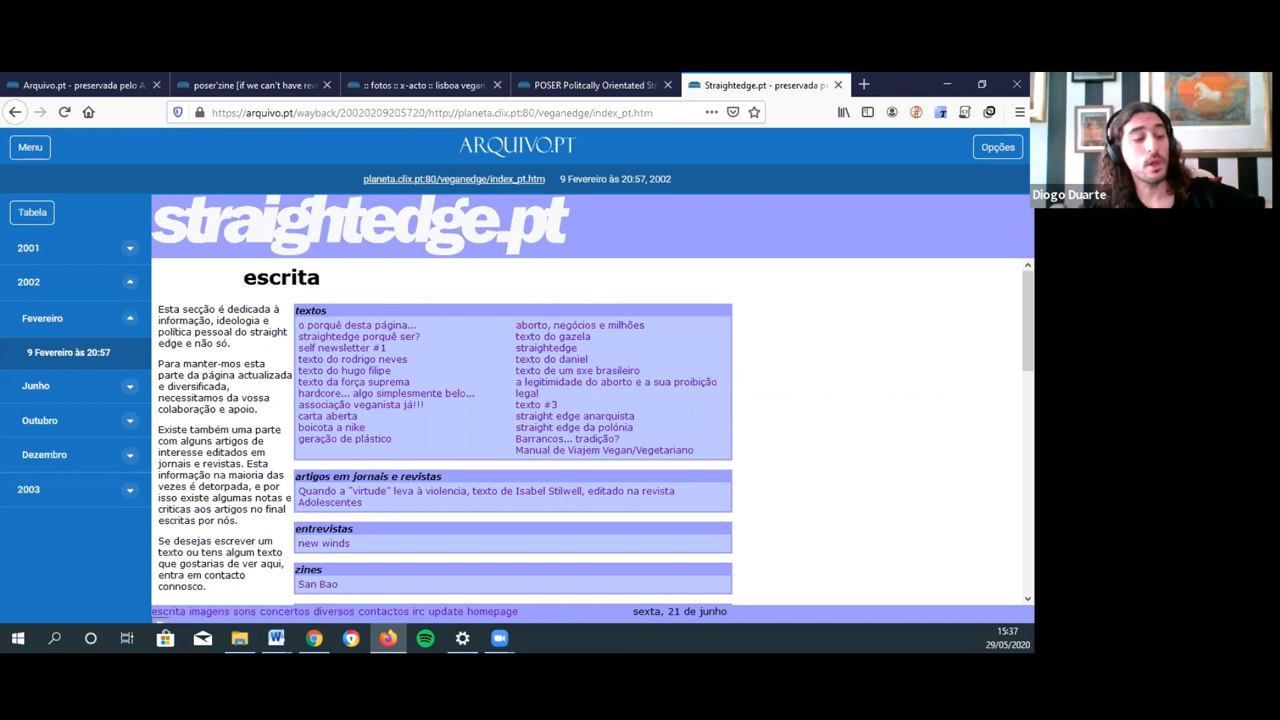 Arquivo.pt - preservada pelo A
poser'zine [if we can't have rev
:: fotos :: x-acto :: lisboa vegan
POSER Politcally Orientated St
Straightedge.pt - preservada pe
https://arquivo.pt/wayback/20020209205720/http://planeta.clix.pt:80/veganedge/index_pt.htm
Menu
ARQUIVO.PT
Opções
planeta.clix.pt:80/veganedge/index_pt.htm 9 Fevereiro às 20:57, 2002
Diogo Duarte
Tabela
2001
2002
Fevereiro
9 Fevereiro às 20:57
Junho
Outubro
Dezembro
2003
straightedge.pt
escrita
Esta secção é dedicada à
informação, ideologia e
política pessoal do straight
edge e não só.
Para manter-mos esta
parte da página actualizada
e diversificada,
necessitamos da vossa
colaboração e apoio.
Existe também uma parte
com alguns artigos de
interesse editados em
jornais e revistas. Esta
informação na maioria das
vezes é detorpada, e por
isso existe algumas notas e
criticas aos artigos no final
escritas por nós.
Se desejas escrever um
texto ou tens algum texto
que gostarias de ver aqui,
entra em contacto
connosco.
textos
o porquê desta página...
straightedge porquê ser?
self newsletter #1
texto do rodrigo neves
texto do hugo filipe
texto da força suprema
hardcore... algo simplesmente belo...
associação veganista já!!!
carta aberta
boicota a nike
geração de plástico
aborto, negócios e milhões
texto do gazela
straightedge
texto do daniel
texto de um sxe brasileiro
a legitimidade do aborto e a sua proibição
legal
texto #3
straight edge anarquista
straight edge da polónia
Barrancos... tradição?
Manual de Viajem Vegan/Vegetariano
artigos em jornais e revistas
Quando a "virtude" leva à violencia, texto de Isabel Stilwell, editado na revista
Adolescentes
entrevistas
new winds
zines
San Bao
escrita imagens sons concertos diversos contactos irc update homepage
sexta, 21 de junho
15:37
29/05/2020